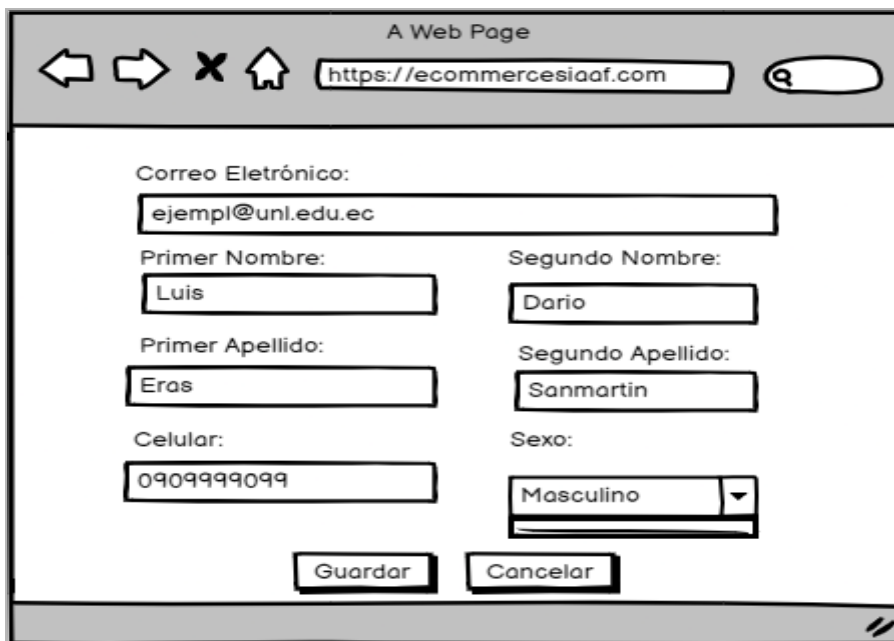 A Web Page
https://ecommercesiaaf.com
Correo Eletrónico:
ejempl@unl.edu.ec
Primer Nombre:
Segundo Nombre:
Luis
Dario
Primer Apellido:
Segundo Apellido:
Eras
Sanmartin
Celular:
Sexo:
0909999099
Masculino
Guardar
Cancelar